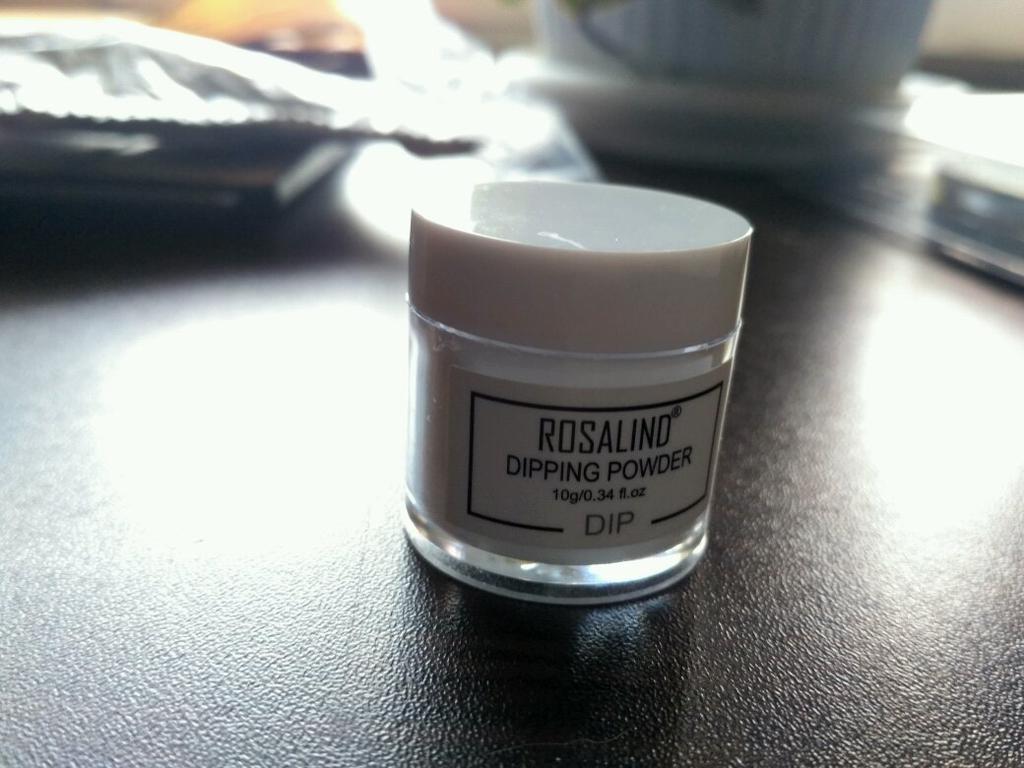 ROSALIND®
DIPPING POWDER
10g/0.34 fl.oz
DIP